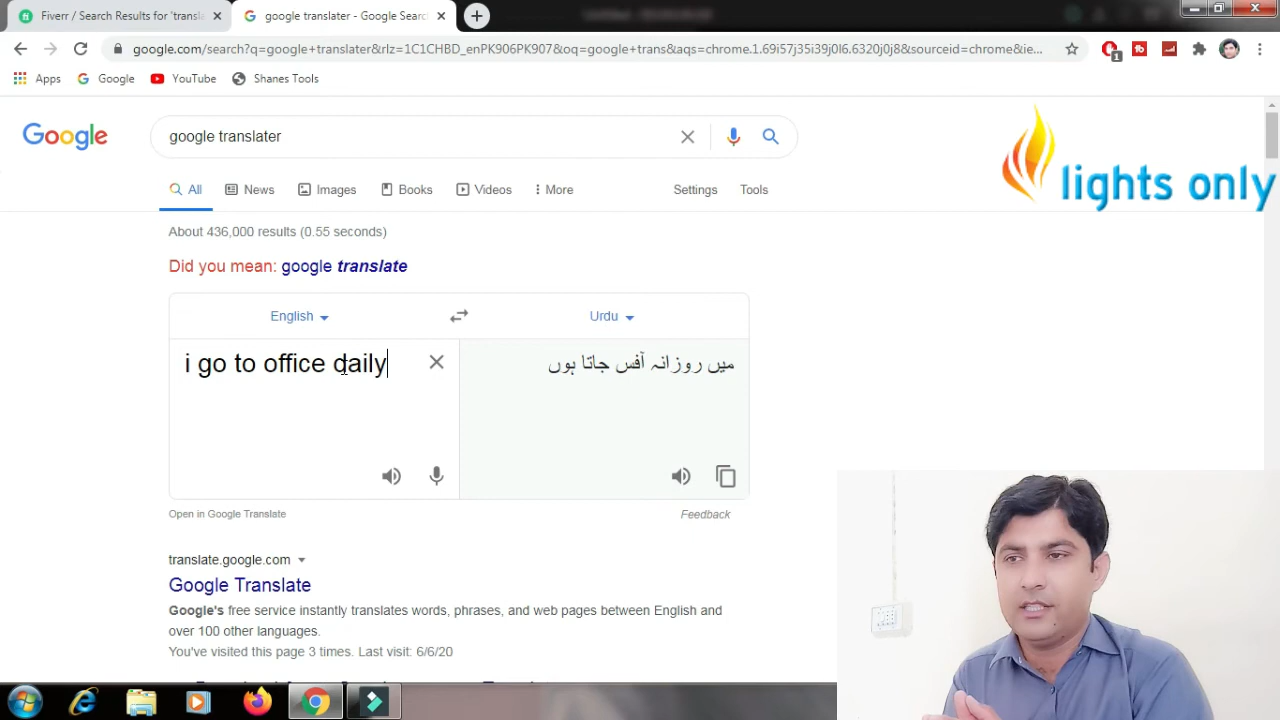 Fiverr / Search Results for 'transla
google translater - Google Searc
google.com/search?q=google+translater&rlz=1C1CHBD_enPK906PK907&oq=google+trans&aqs=chrome.1.69i57j35i39j0l6.6320j0j8&sourceid=chrome&ie...
1
Apps
Google
YouTube
Shanes Tools
Google
google translater
lights only
All
News
Images
Books
Videos
More
Settings
Tools
About 436,000 results (0.55 seconds)
Did you mean: google translate
English
Urdu
i go to office daily
میں روزانہ آفس جاتا ہوں
Open in Google Translate
Feedback
translate.google.com
Google Translate
Google's free service instantly translates words, phrases, and web pages between English and
over 100 other languages.
You've visited this page 3 times. Last visit: 6/6/20